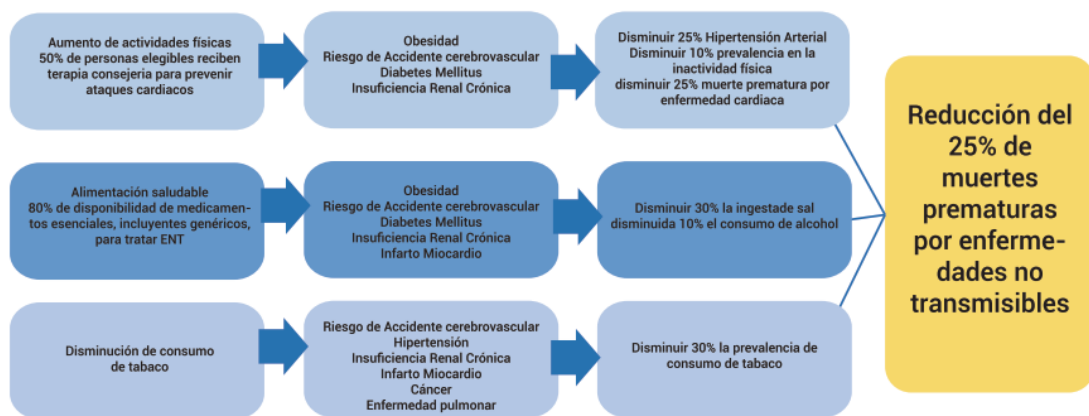 Aumento de actividades físicas
50% de personas elegibles reciben
terapia consejeria para prevenir
ataques cardiacos
Obesidad
Riesgo de Accidente cerebrovascular
Diabetes Mellitus
Insuficiencia Renal Crónica
Disminuir 25% Hipertensión Arterial
Disminuir 10% prevalencia en la
inactividad física
disminuir 25% muerte prematura por
enfermedad cardiaca
Alimentación saludable
80% de disponibilidad de medicamen-
tos esenciales, incluyentes genéricos,
para tratar ENT
Obesidad
Riesgo de Accidente cerebrovascular
Diabetes Mellitus
Insuficiencia Renal Crónica
Infarto Miocardio
Disminuir 30% la ingestade sal
disminuida 10% el consumo de alcohol
Disminución de consumo
de tabaco
Riesgo de Accidente cerebrovascular
Hipertensión
Insuficiencia Renal Crónica
Infarto Miocardio
Cáncer
Enfermedad pulmonar
Disminuir 30% la prevalencia de
consumo de tabaco
Reducción del
25% de
muertes
prematuras
por enferme-
dades no
transmisibles